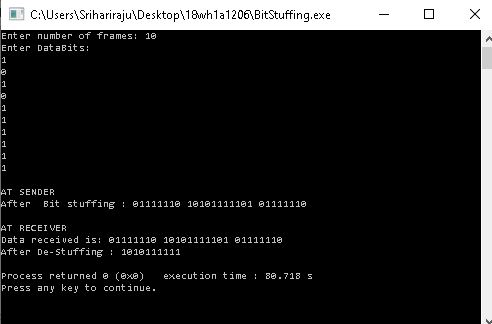 C:\Users\Srihariraju\Desktop\18wh1a1206\BitStuffing.exe
Enter number of frames: 10
Enter DataBits:
1
0
1
0
1
1
1
1
1
1
AT SENDER
After  Bit stuffing : 01111110 10101111101 01111110
AT RECEIVER
Data received is: 01111110 10101111101 01111110
After De-Stuffing : 1010111111
Process returned 0 (0x0)   execution time : 80.718 s
Press any key to continue.